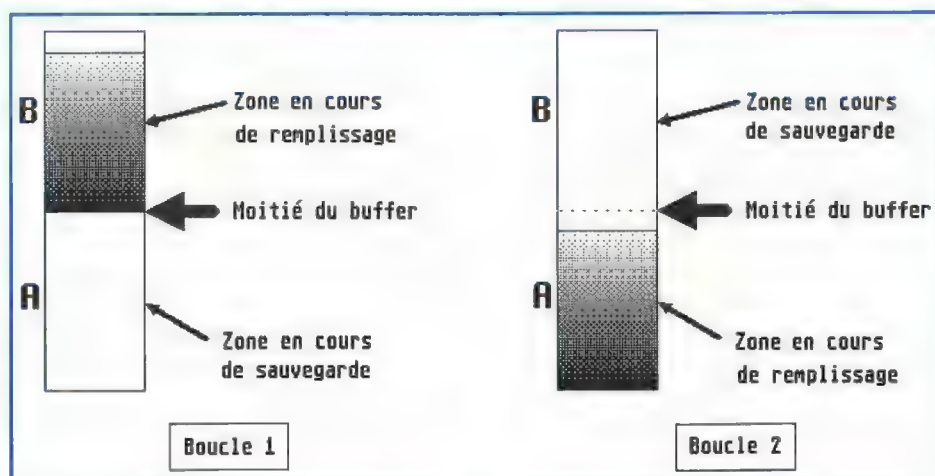 B
Zone en cours
de remplissage
Moitié du buffer
A
Zone en cours
de sauvegarde
Boucle 1
B
Zone en cours
de sauvegarde
Moitié du buffer
A
Zone en cours
de remplissage
Boucle 2